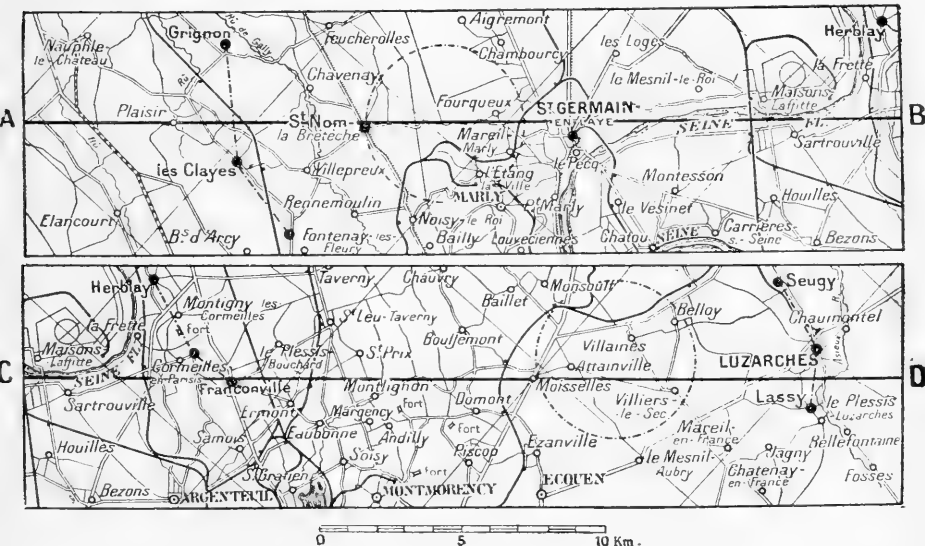 Grignon
Ru de Gally
Feucherolles
Aigremont
Chambourcy
les Loges
Herblay
la Frette
Nauphle-
le-Château
Chavenay
le Mesnil-le-Roi
Maisons
Laffitte
Plaisir
Fourqueux
ST GERMAIN
EN LAYE
A
St Nom
la Bretèche
SEINE
FL.
B
Mareil-
Marly
Sartrouville
le Pecq
les Clayes
Villepreux
l'Etang
la Ville
MARLY
Montesson
Rennemoulin
Pt Marly
le Vesinet
Houilles
Elancourt
Noisy-le Roi
Bs d'Arcy
Fontenay-les-
Fleury
Bailly
Louveciennes
Chatou
SEINE
Carrières-
s.-Seine
Bezons
Herblay
Montigny les
Cormeilles
Taverny
Chauvry
Baillet
Monsoult
Seugy
Fort
St Leu-Taverny
Belloy
Chaumontel
la Frette
Bouffémont
Villaines
Maisons
Laffitte
le Plessis
Bouchard
St Prix
LUZARCHES
SEINE
FL.
Cormeilles
en-Parisis
Attainville
C
Franconville
Moisselles
D
Sartrouville
Montlignon
Domont
Villiers-
le-Sec
Lassy
le Plessis
-Luzarches
Ermont
Margency
Fort
Fort
Eaubonne
Andilly
Mareil-
en-France
Bellefontaine
Houilles
Sannois
Ezanville
Soisy
Piscop
Jagny
Fort
le Mesnil-
Aubry
St Gratien
Chatenay-
en-France
Fosses
Bezons
ARGENTEUIL
MONTMORENCY
ECOUEN
0 5 10 Km.